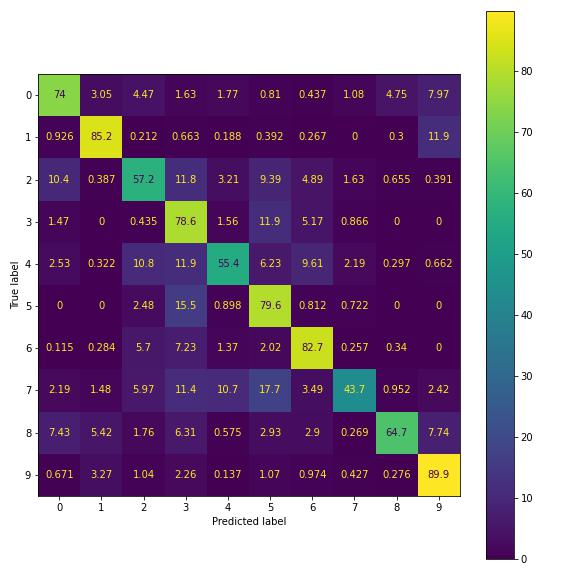 0 74 3.05 4.47 1.63 1.77 0.81 0.437 1.08 4.75 7.97
1 0.926 85.2 0.212 0.663 0.188 0.392 0.267 0 0.3 11.9
2 10.4 0.387 57.2 11.8 3.21 9.39 4.89 1.63 0.655 0.391
3 1.47 0 0.435 78.6 1.56 11.9 5.17 0.866 0 0
4 2.53 0.322 10.8 11.9 55.4 6.23 9.61 2.19 0.297 0.662
5 0 0 2.48 15.5 0.898 79.6 0.812 0.722 0 0
6 0.115 0.284 5.7 7.23 1.37 2.02 82.7 0.257 0.34 0
7 2.19 1.48 5.97 11.4 10.7 17.7 3.49 43.7 0.952 2.42
8 7.43 5.42 1.76 6.31 0.575 2.93 2.9 0.269 64.7 7.74
9 0.671 3.27 1.04 2.26 0.137 1.07 0.974 0.427 0.276 89.9
0 1 2 3 4 5 6 7 8 9
Predicted label
True label
80
70
60
50
40
30
20
10
0